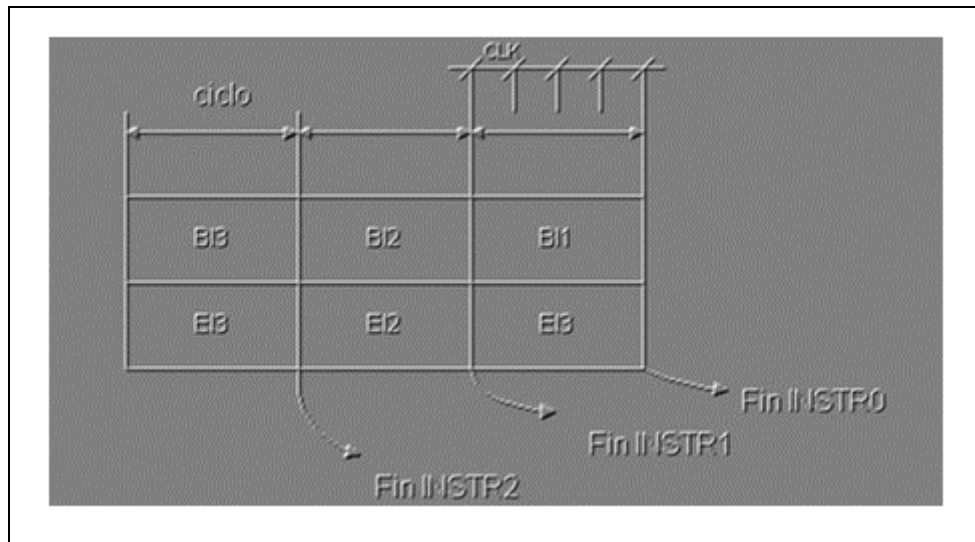 CLK
ciclo
BI3 BI2 BI1
EI3 EI2 EI3
Fin INSTR0
Fin INSTR1
Fin INSTR2